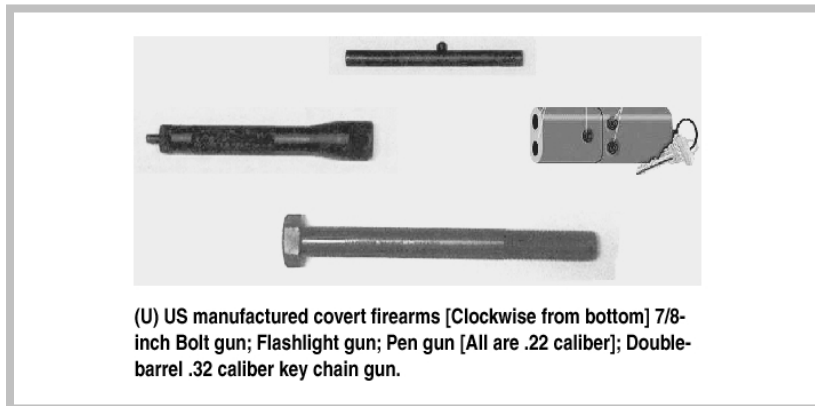 (U) US manufactured covert firearms [Clockwise from bottom] 7/8-
inch Bolt gun; Flashlight gun; Pen gun [All are .22 caliber]; Double-
barrel .32 caliber key chain gun.